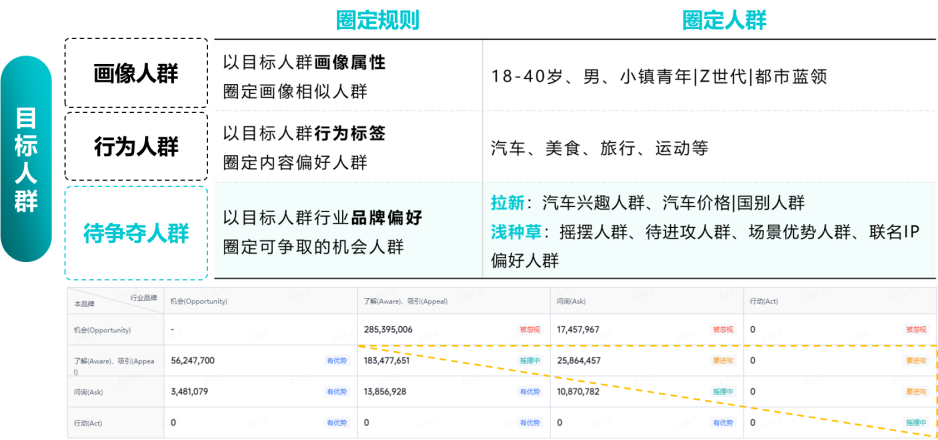 圈定规则
圈定人群
目标人群
画像人群
以目标人群画像属性
圈定画像相似人群
18-40岁、男、小镇青年|Z世代|都市蓝领
行为人群
以目标人群行为标签
圈定内容偏好人群
汽车、美食、旅行、运动等
待争夺人群
以目标人群行业品牌偏好
圈定可争取的机会人群
拉新：汽车兴趣人群、汽车价格|国别人群
浅种草：摇摆人群、待进攻人群、场景优势人群、联名IP
偏好人群
本品牌 行业品牌 机会(Opportunity) 了解(Aware)、吸引(Appeal) 问询(Ask) 行动(Act)
机会(Opportunity) - 285,395,006 被忽视 17,457,967 被忽视 0 被忽视
了解(Aware)、吸引(Appea
l) 56,247,700 有优势 183,477,651 摇摆中 25,864,457 要进攻 0 要进攻
问询(Ask) 3,481,079 有优势 13,856,928 有优势 10,870,782 摇摆中 0 要进攻
行动(Act) 0 有优势 0 有优势 0 有优势 0 摇摆中